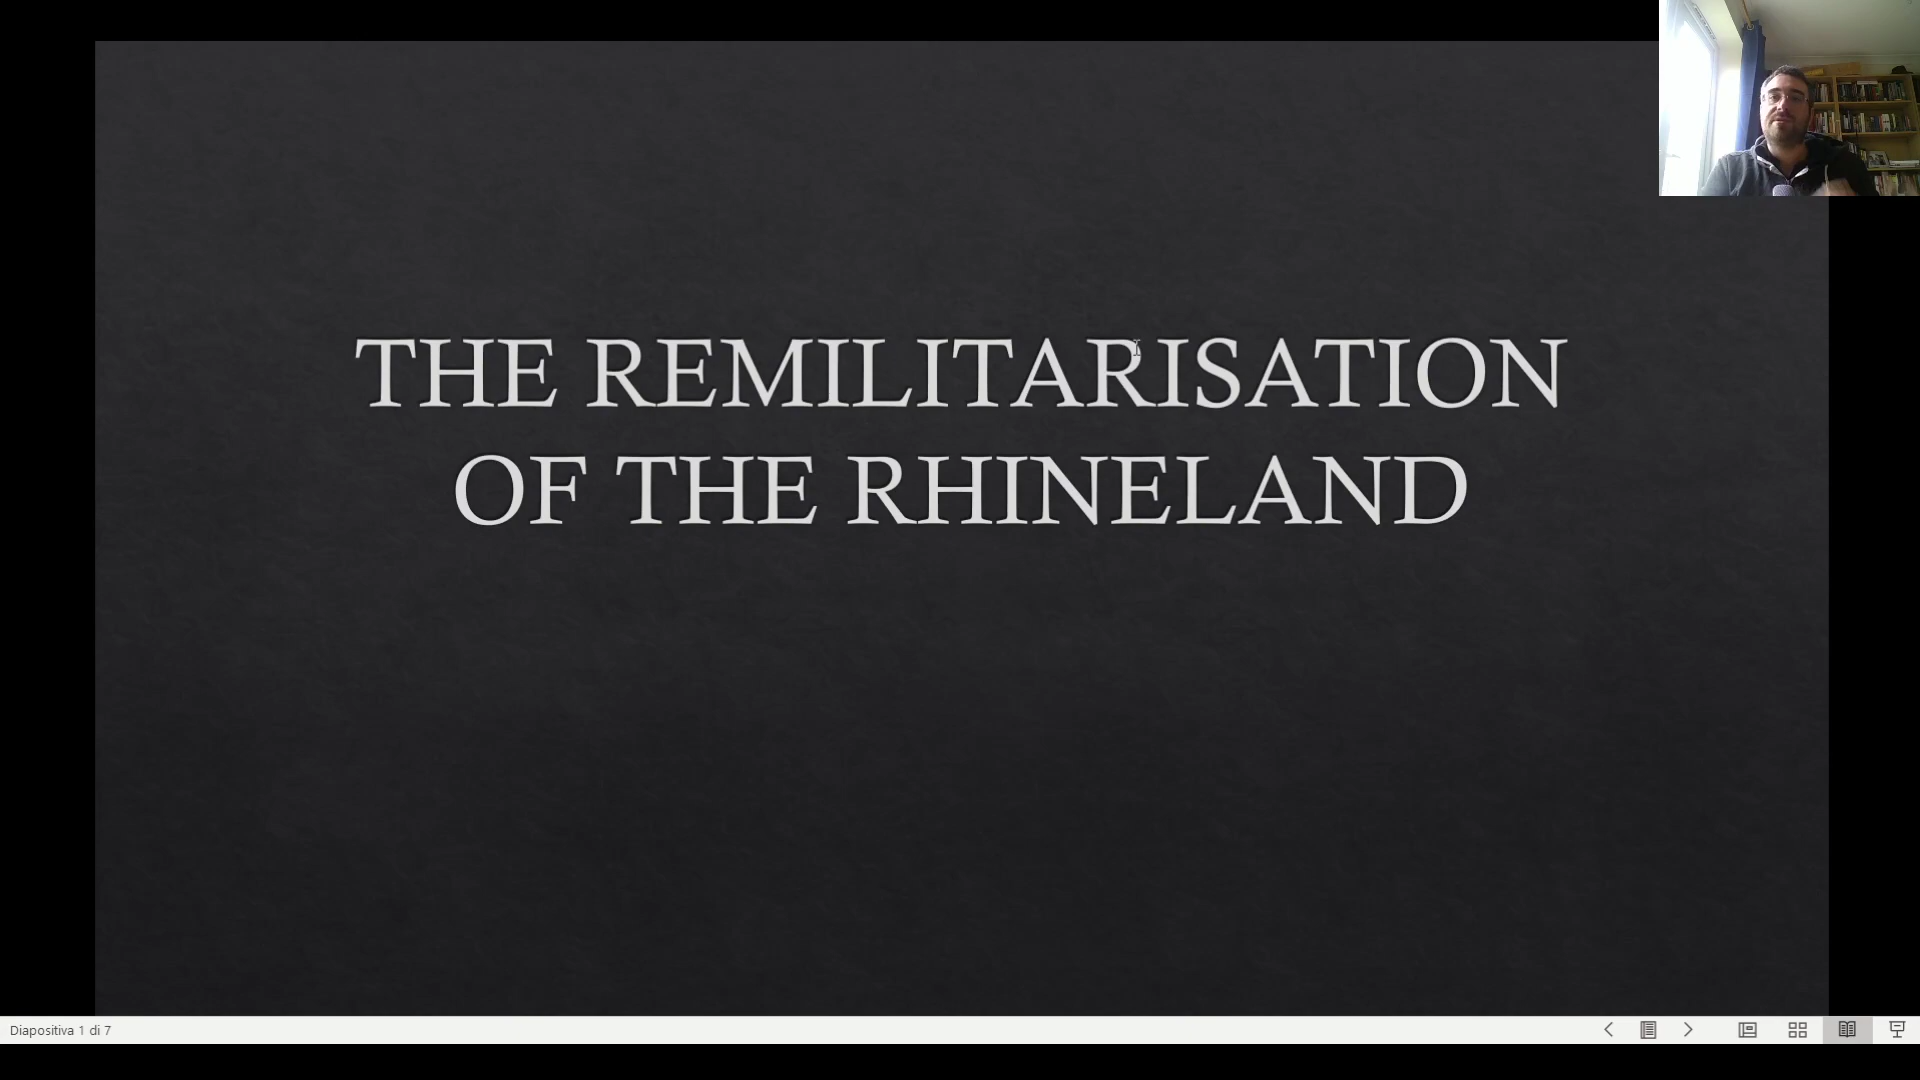 THE REMILITARISATION
OF THE RHINELAND
Diapositiva 1 di 7